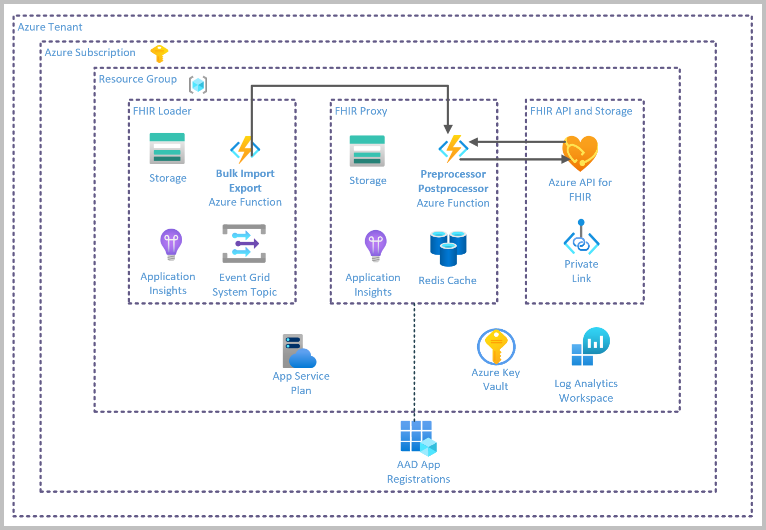 Azure Tenant
Azure Subscription
Resource Group
FHIR Loader
Storage
Bulk Import
Export
Azure Function
Application
Insights
Event Grid
System Topic
FHIR Proxy
Storage
Preprocessor
Postprocessor
Azure Function
Application
Insights
Redis Cache
FHIR API and Storage
Azure API for
FHIR
Private
Link
App Service
Plan
Azure Key
Vault
Log Analytics
Workspace
AAD App
Registrations